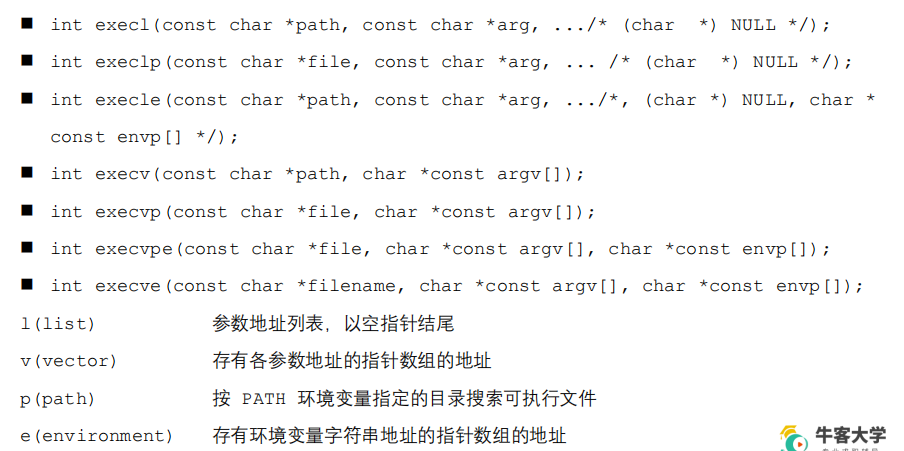 ■ int execl(const char *path, const char *arg, .../* (char  *) NULL */);
■ int execlp(const char *file, const char *arg, ... /* (char  *) NULL */);
■ int execle(const char *path, const char *arg, .../*, (char *) NULL, char *
const envp[] */);
■ int execv(const char *path, char *const argv[]);
■ int execvp(const char *file, char *const argv[]);
■ int execvpe(const char *file, char *const argv[], char *const envp[]);
■ int execve(const char *filename, char *const argv[], char *const envp[]);
l(list) 参数地址列表，以空指针结尾
v(vector) 存有各参数地址的指针数组的地址
p(path) 按 PATH 环境变量指定的目录搜索可执行文件
e(environment) 存有环境变量字符串地址的指针数组的地址
牛客大学